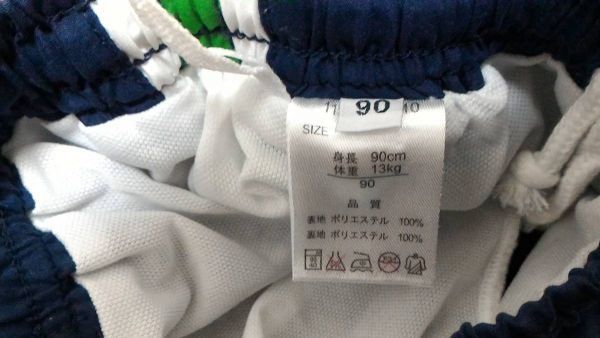 90
SIZE
身長 90cm
体重 13kg
90
品質
表地 ポリエステル 100%
裏地 ポリエステル 100%